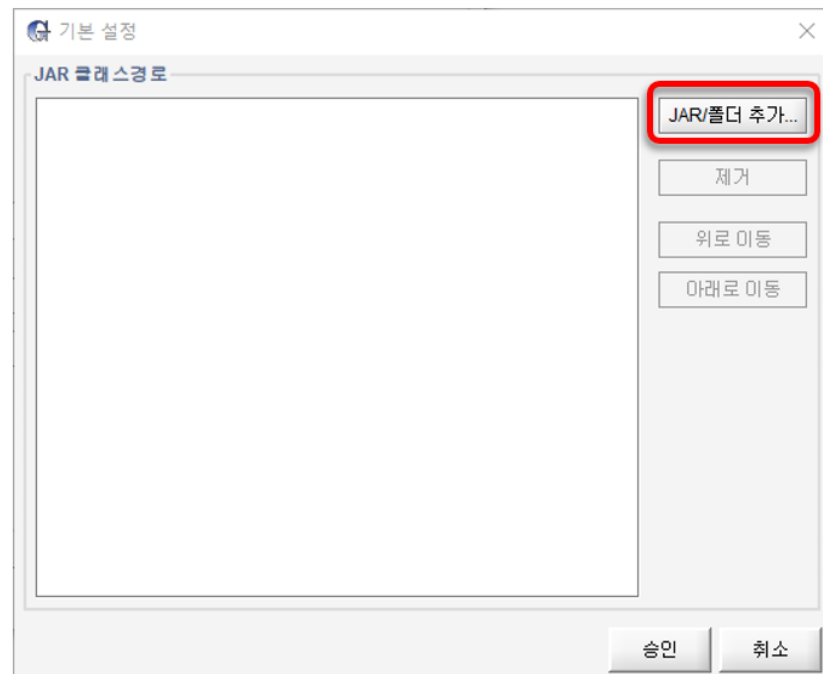 기본 설정
JAR 클래스경로
JAR/폴더 추가...
제거
위로 이동
아래로 이동
승인
취소